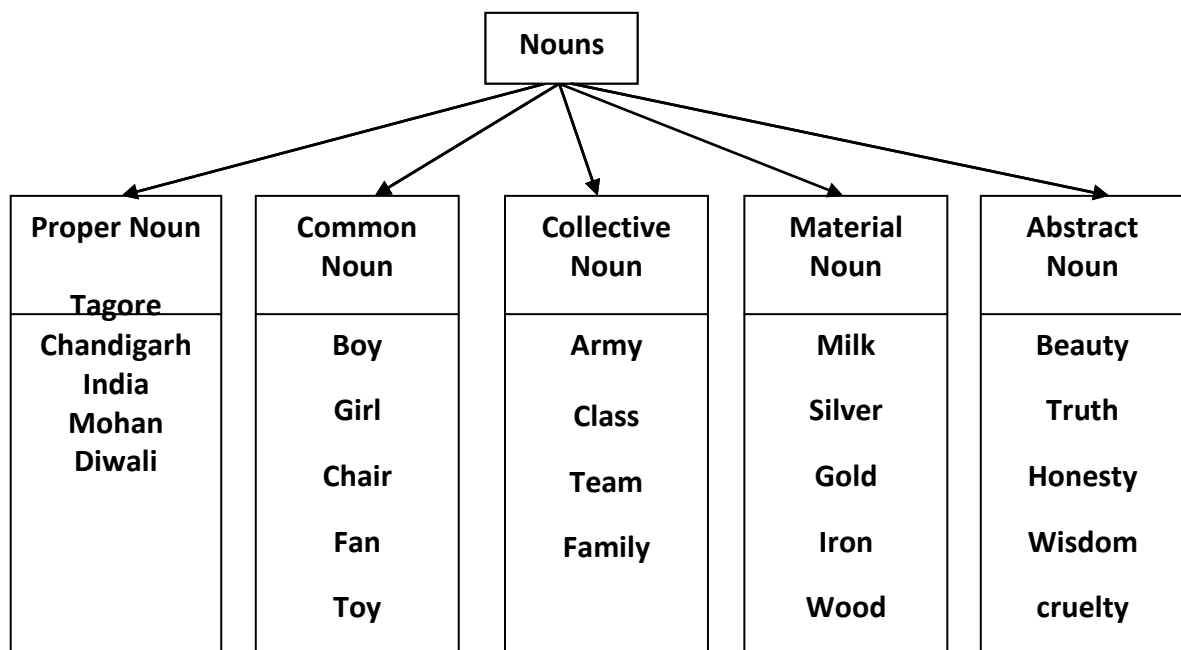 Nouns
Proper Noun
Tagore
Chandigarh
India
Mohan
Diwali
Common
Noun
Boy
Girl
Chair
Fan
Toy
Collective
Noun
Army
Class
Team
Family
Material
Noun
Milk
Silver
Gold
Iron
Wood
Abstract
Noun
Beauty
Truth
Honesty
Wisdom
cruelty